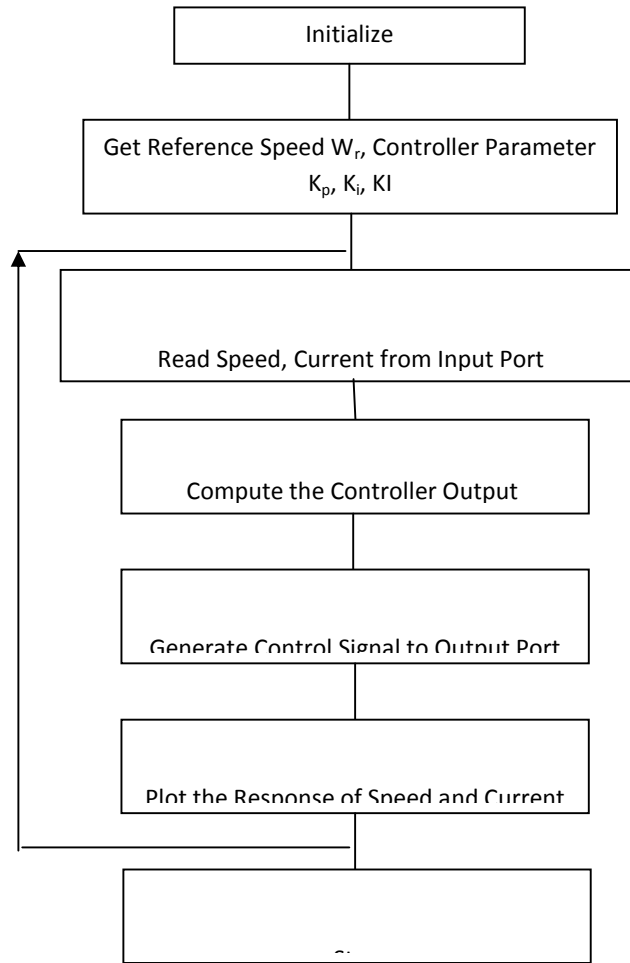 Initialize
Get Reference Speed Wr, Controller Parameter
Kp, Ki, KI
Read Speed, Current from Input Port
Compute the Controller Output
Generate Control Signal to Output Port
Plot the Response of Speed and Current